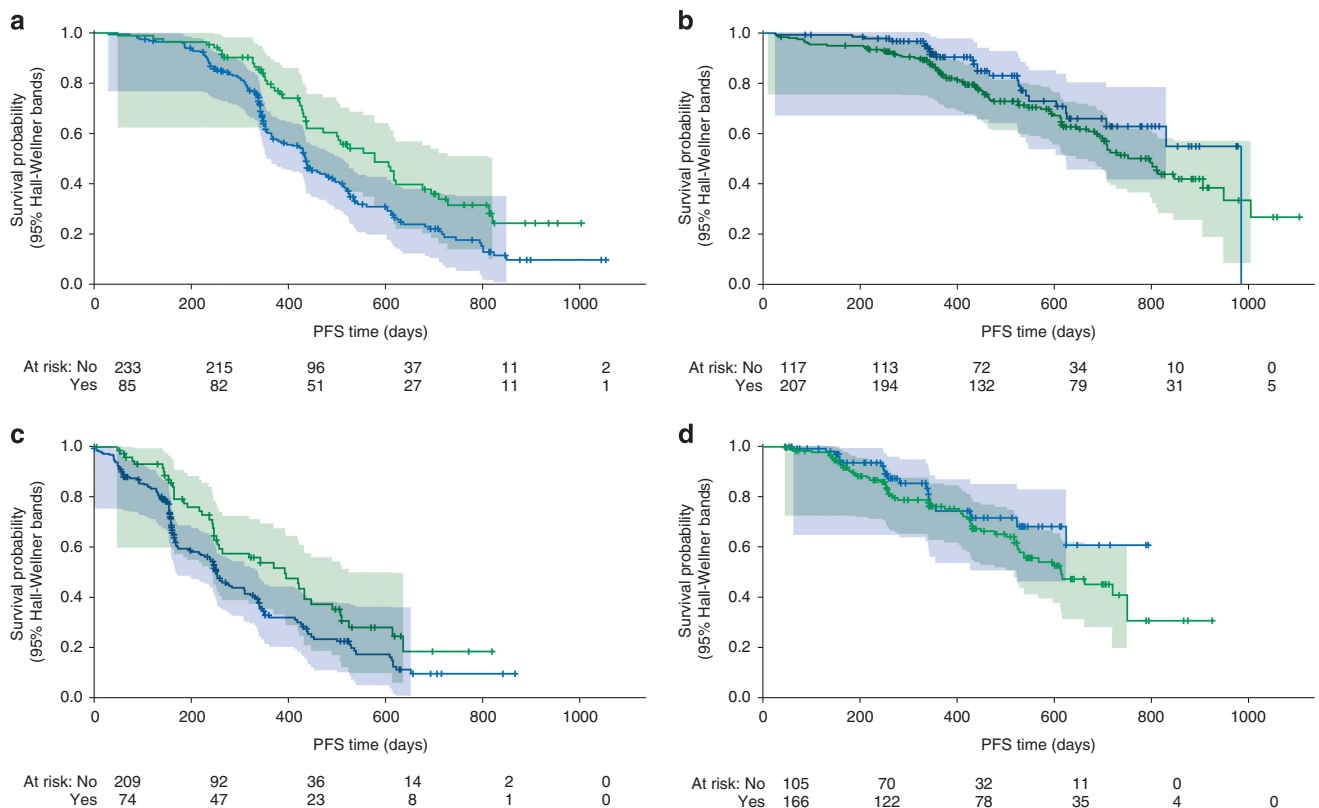 a
1.0
0.8
0.6
0.4
0.2
0.0
Survival probability
(95% Hall-Wellner bands)
0 200 400 600 800 1000
PFS time (days)
At risk: No 233 215 96 37 11 2
Yes 85 82 51 27 11 1
b
1.0
0.8
0.6
0.4
0.2
0.0
Survival probability
(95% Hall-Wellner bands)
0 200 400 600 800 1000
PFS time (days)
At risk: No 117 113 72 34 10 0
Yes 207 194 132 79 31 5
c
1.0
0.8
0.6
0.4
0.2
0.0
Survival probability
(95% Hall-Wellner bands)
0 200 400 600 800 1000
PFS time (days)
At risk: No 209 92 36 14 2 0
Yes 74 47 23 8 1 0
d
1.0
0.8
0.6
0.4
0.2
0.0
Survival probability
(95% Hall-Wellner bands)
0 200 400 600 800 1000
PFS time (days)
At risk: No 105 70 32 11 0
Yes 166 122 78 35 4 0